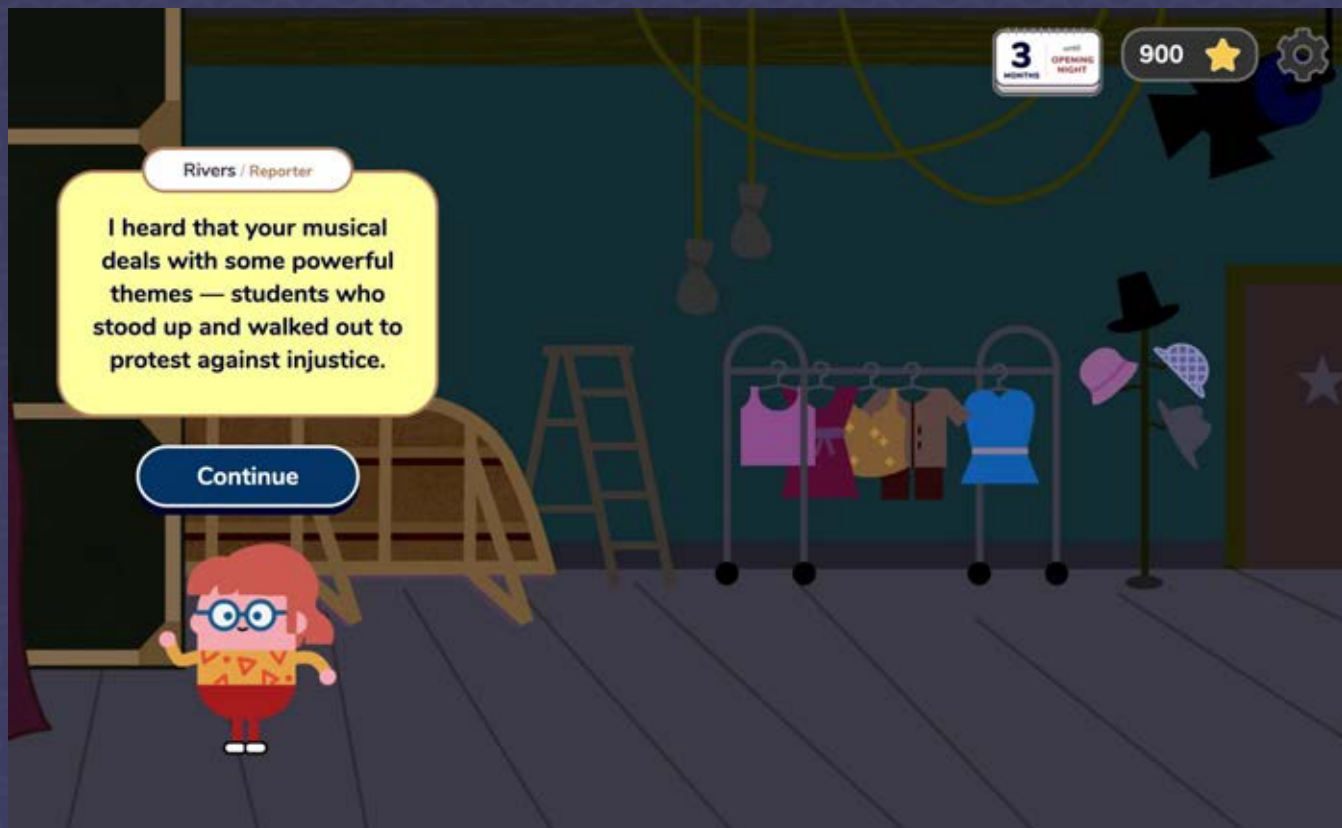 3
MONTHS
until
OPENING
NIGHT
900
Rivers / Reporter
I heard that your musical
deals with some powerful
themes — students who
stood up and walked out to
protest against injustice.
Continue